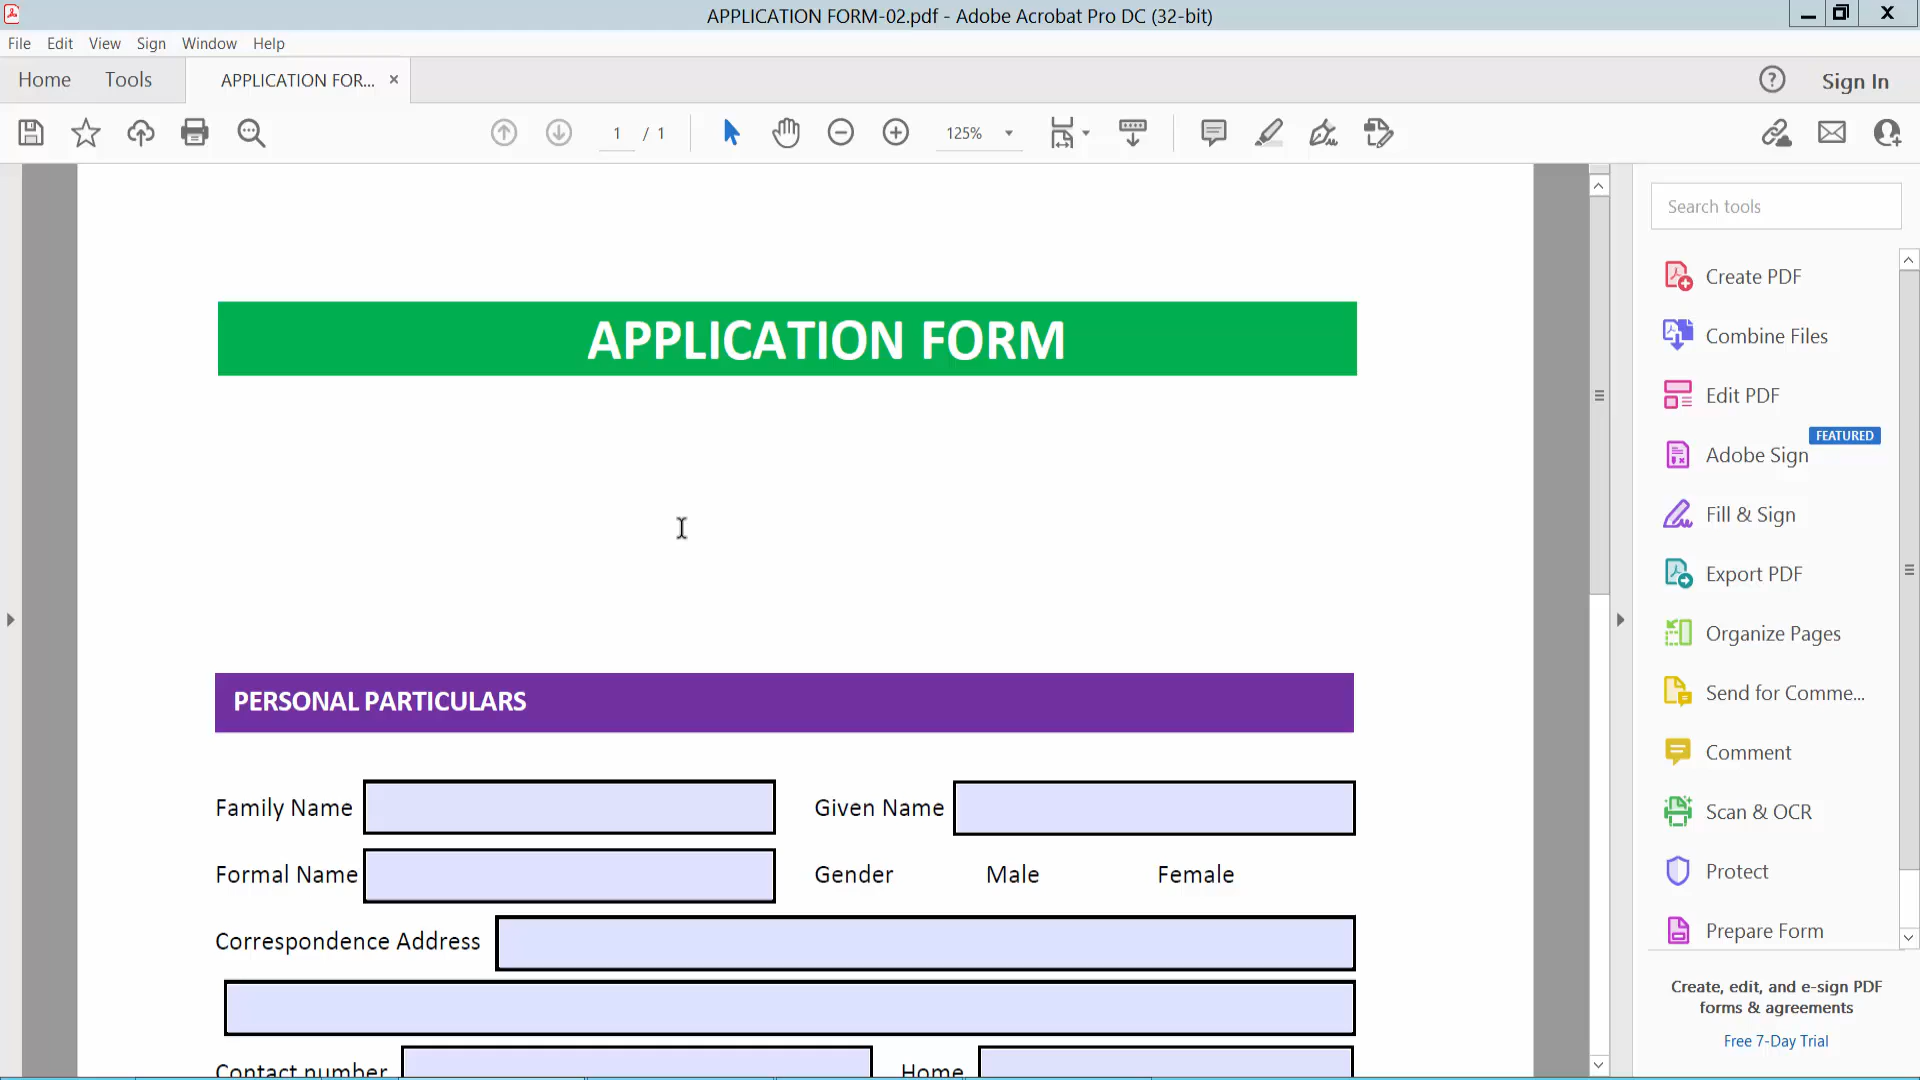 APPLICATION FORM-02.pdf - Adobe Acrobat Pro DC (32-bit)
File Edit View Sign Window Help
Home Tools APPLICATION FOR... × Sign In
1 / 1 125%
Search tools
Create PDF
Combine Files
Edit PDF
FEATURED
Adobe Sign
Fill & Sign
Export PDF
Organize Pages
Send for Comme...
Comment
Scan & OCR
Protect
Prepare Form
Create, edit, and e-sign PDF
forms & agreements
Free 7-Day Trial
APPLICATION FORM
PERSONAL PARTICULARS
Family Name Given Name
Formal Name Gender Male Female
Correspondence Address
Contact number Home